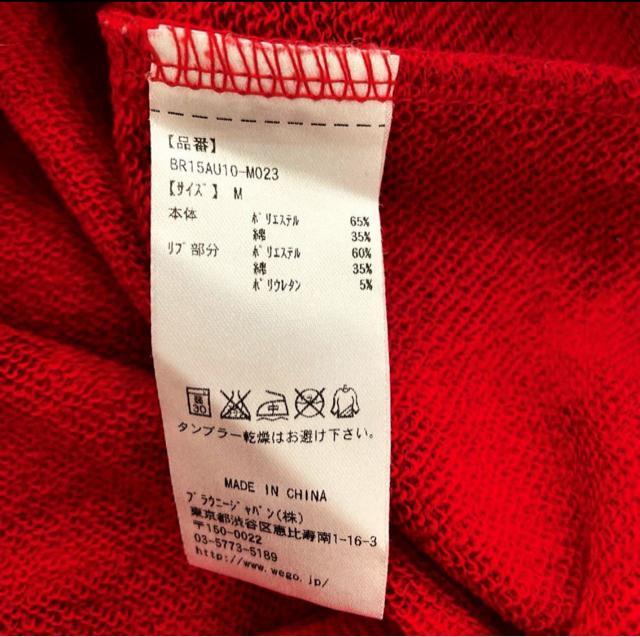 【品番】
BR15AU10-M023
【ｻｲｽﾞ】 M
本体 ﾎﾟﾘｴｽﾃﾙ 65%
綿 35%
ﾘﾌﾞ部分 ﾎﾟﾘｴｽﾃﾙ 60%
綿 35%
ﾎﾟﾘｳﾚﾀﾝ 5%
弱 30 中
タンブラー乾燥はお避け下さい。
MADE IN CHINA
ﾌﾞﾗｳﾆｰｼﾞｬﾊﾟﾝ(株)
東京都渋谷区恵比寿南1-16-3
〒150-0022
03-5773-5189
http://www.wego.jp/